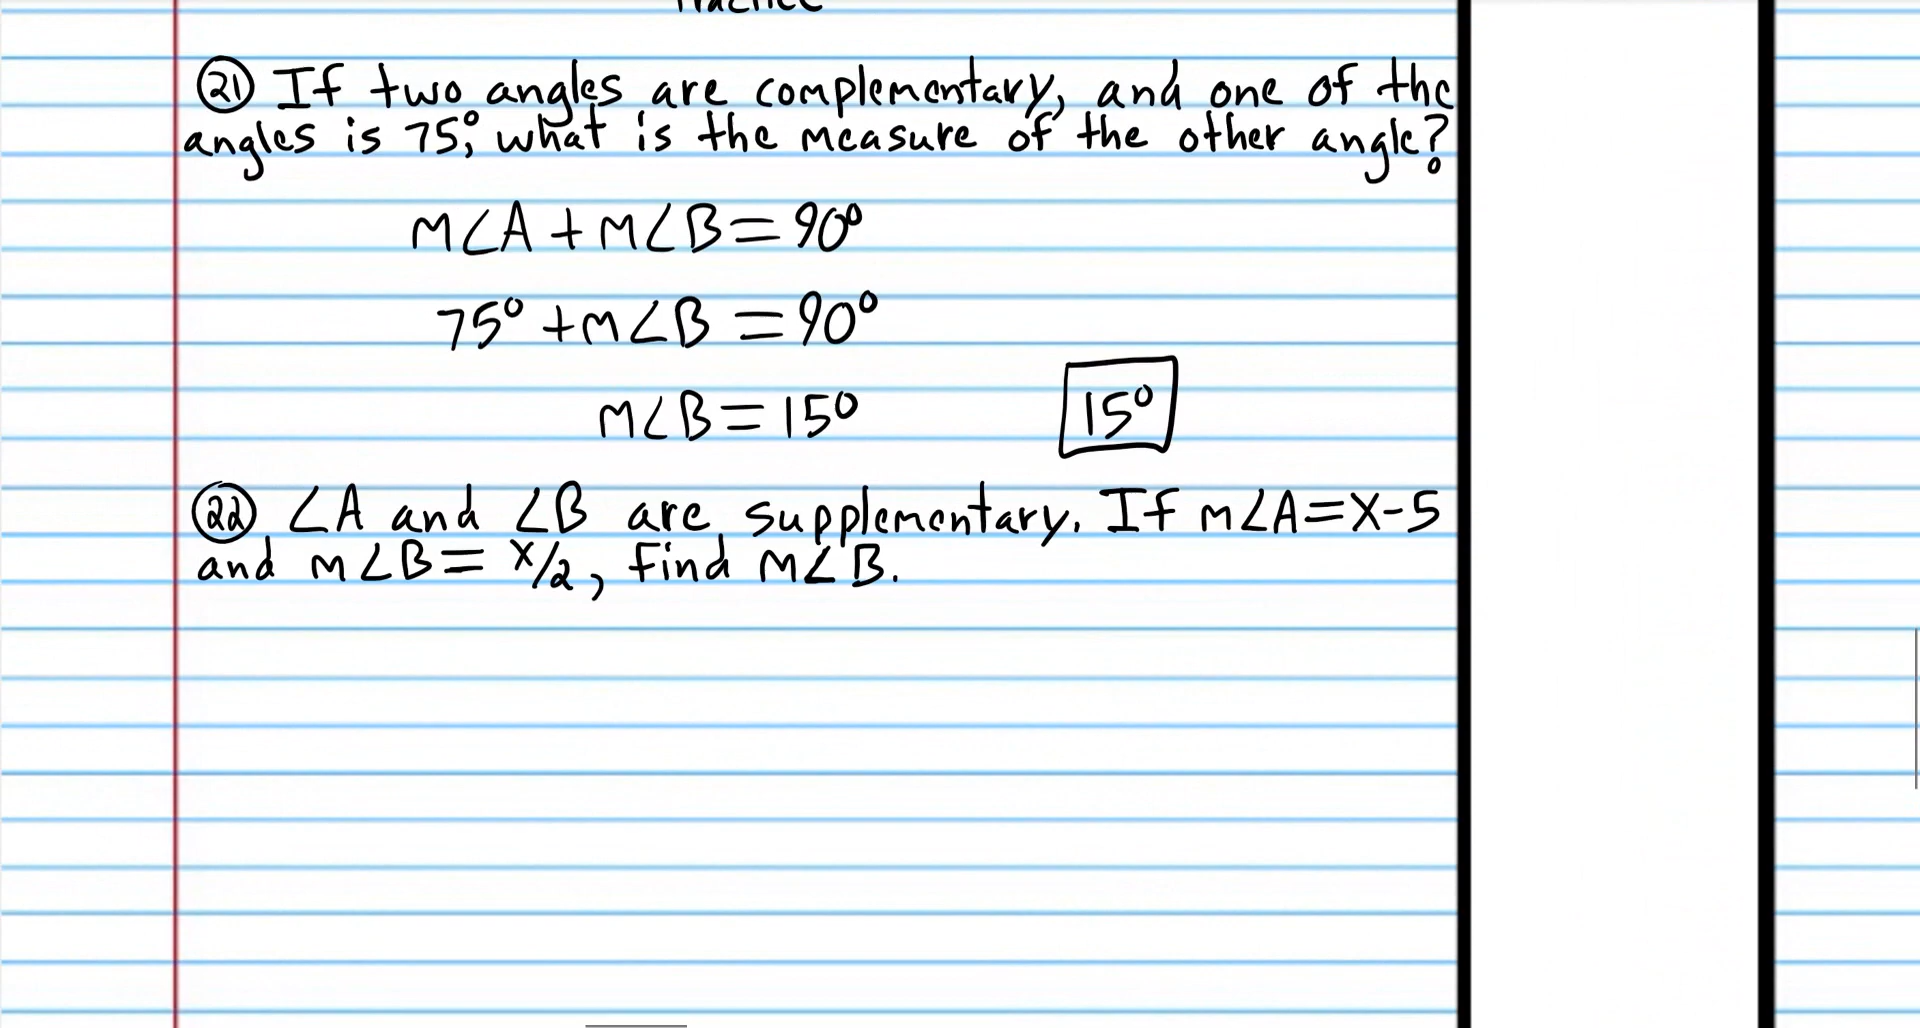 Practice
㉑ If two angles are complementary, and one of the
angles is 75°, what is the measure of the other angle?
m∠A + m∠B = 90°
75° + m∠B = 90°
m∠B = 15°
15°
㉒ ∠A and ∠B are supplementary. If m∠A = x-5
and m∠B = x/2, find m∠B.